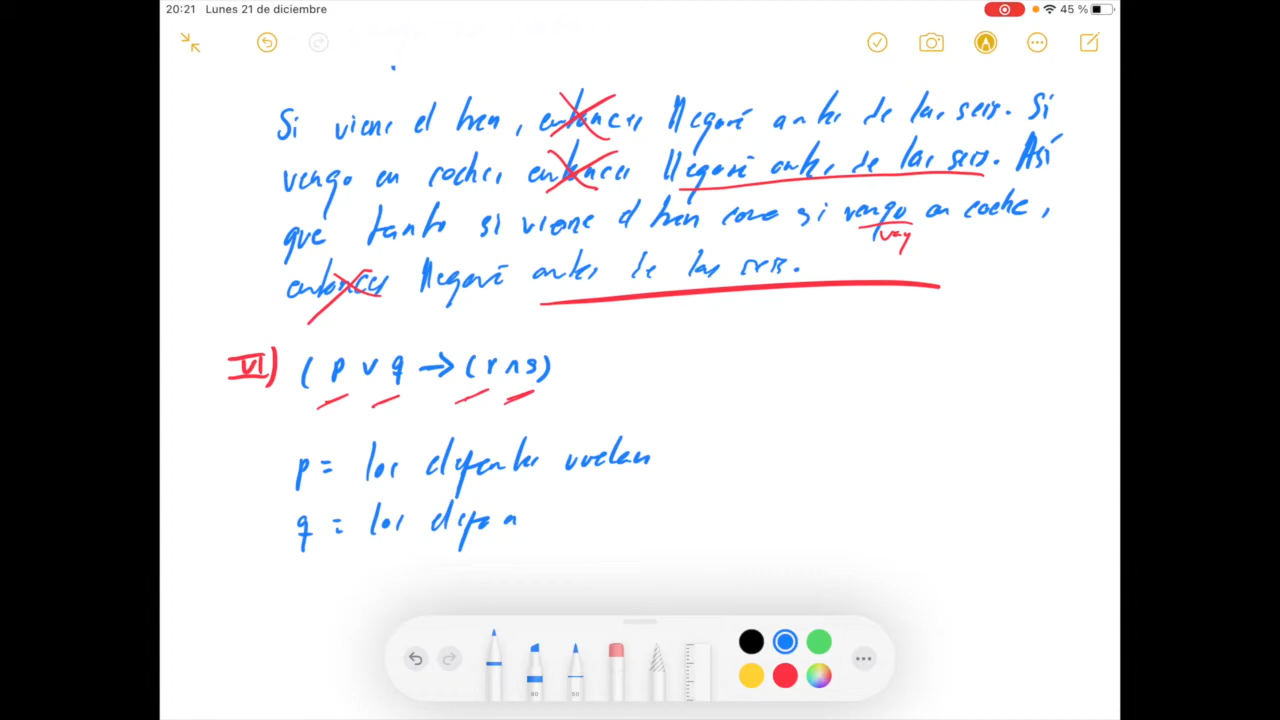 20:21 Lunes 21 de diciembre 45 %
Si viene el tren, entonces llegaré antes de las seis. Si
vengo en coche, entonces llegaré antes de las seis. Así
que tanto si viene el tren como si vengo en coche,
voy
entonces llegaré antes de las seis.
VI) (p ∨ q → (r ∧ s)
p = los elefantes vuelan
q = los elefa
50 50